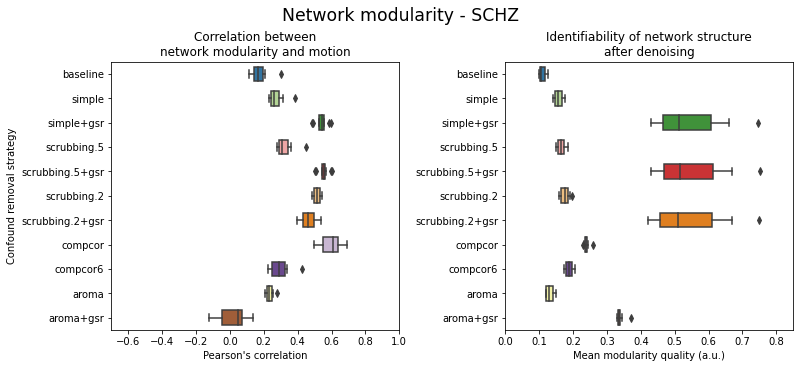 Network modularity - SCHZ
Correlation between
network modularity and motion
Confound removal strategy
baseline
simple
simple+gsr
scrubbing.5
scrubbing.5+gsr
scrubbing.2
scrubbing.2+gsr
compcor
compcor6
aroma
aroma+gsr
−0.6 −0.4 −0.2 0.0 0.2 0.4 0.6 0.8 1.0
Pearson's correlation
Identifiability of network structure
after denoising
baseline
simple
simple+gsr
scrubbing.5
scrubbing.5+gsr
scrubbing.2
scrubbing.2+gsr
compcor
compcor6
aroma
aroma+gsr
0.0 0.1 0.2 0.3 0.4 0.5 0.6 0.7 0.8
Mean modularity quality (a.u.)